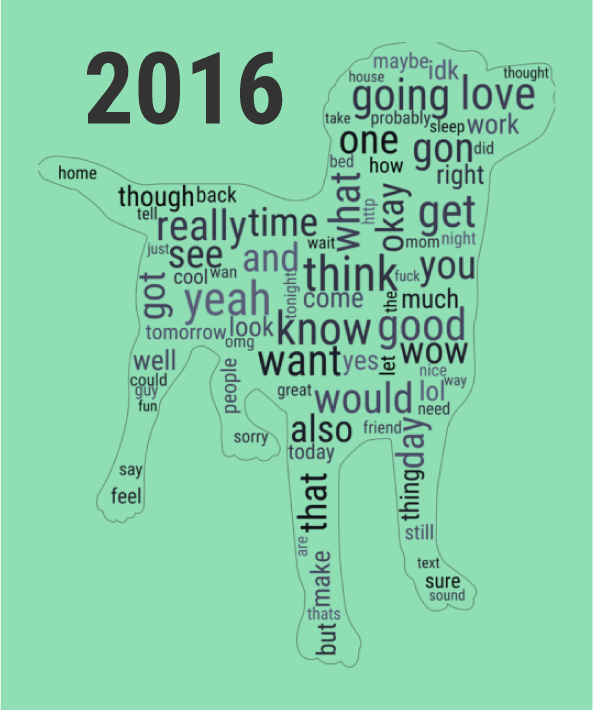 2016
maybe
idk
thought
house
going
love
take
probably
sleep
work
one
gon
did
bed
how
right
home
though
back
what
http
okay
get
tell
really
time
wait
mom
night
just
see
and
think
fuck
you
cool
wan
got
yeah
tonight
come
the
much
tomorrow
look
omg
know
good
well
want
yes
let
wow
could
guy
fun
people
great
would
nice
way
lol
need
sorry
also
friend
day
today
say
feel
that
thing
still
are
make
text
sure
sound
thats
but